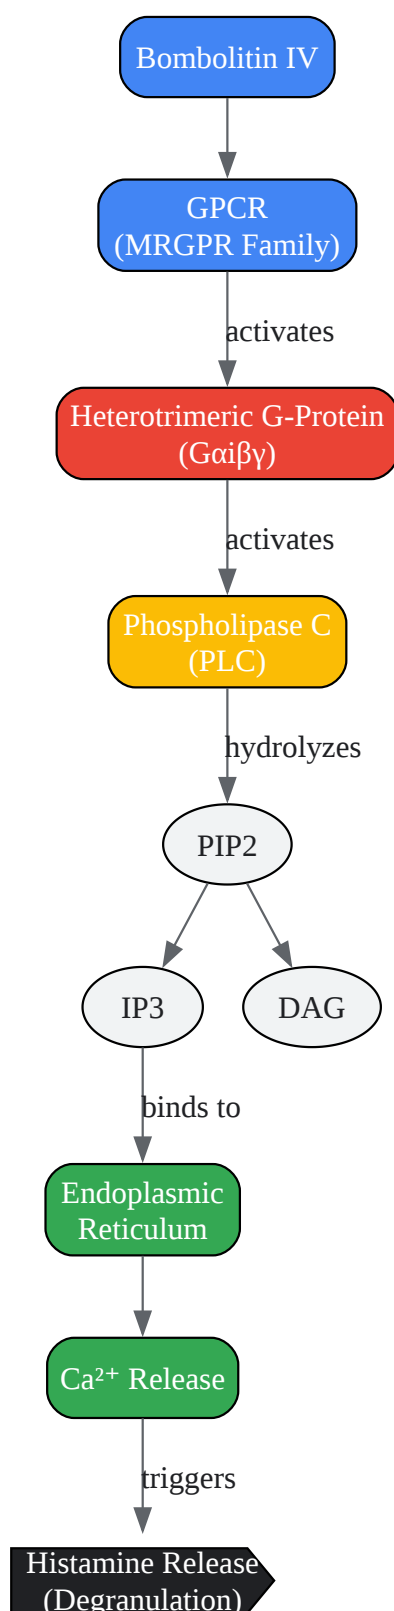 Bombolitin IV
GPCR
(MRGPR Family)
activates
Heterotrimeric G-Protein
(Gαiβγ)
activates
Phospholipase C
(PLC)
hydrolyzes
PIP2
IP3
DAG
binds to
Endoplasmic
Reticulum
Ca²⁺ Release
triggers
Histamine Release
(Degranulation)